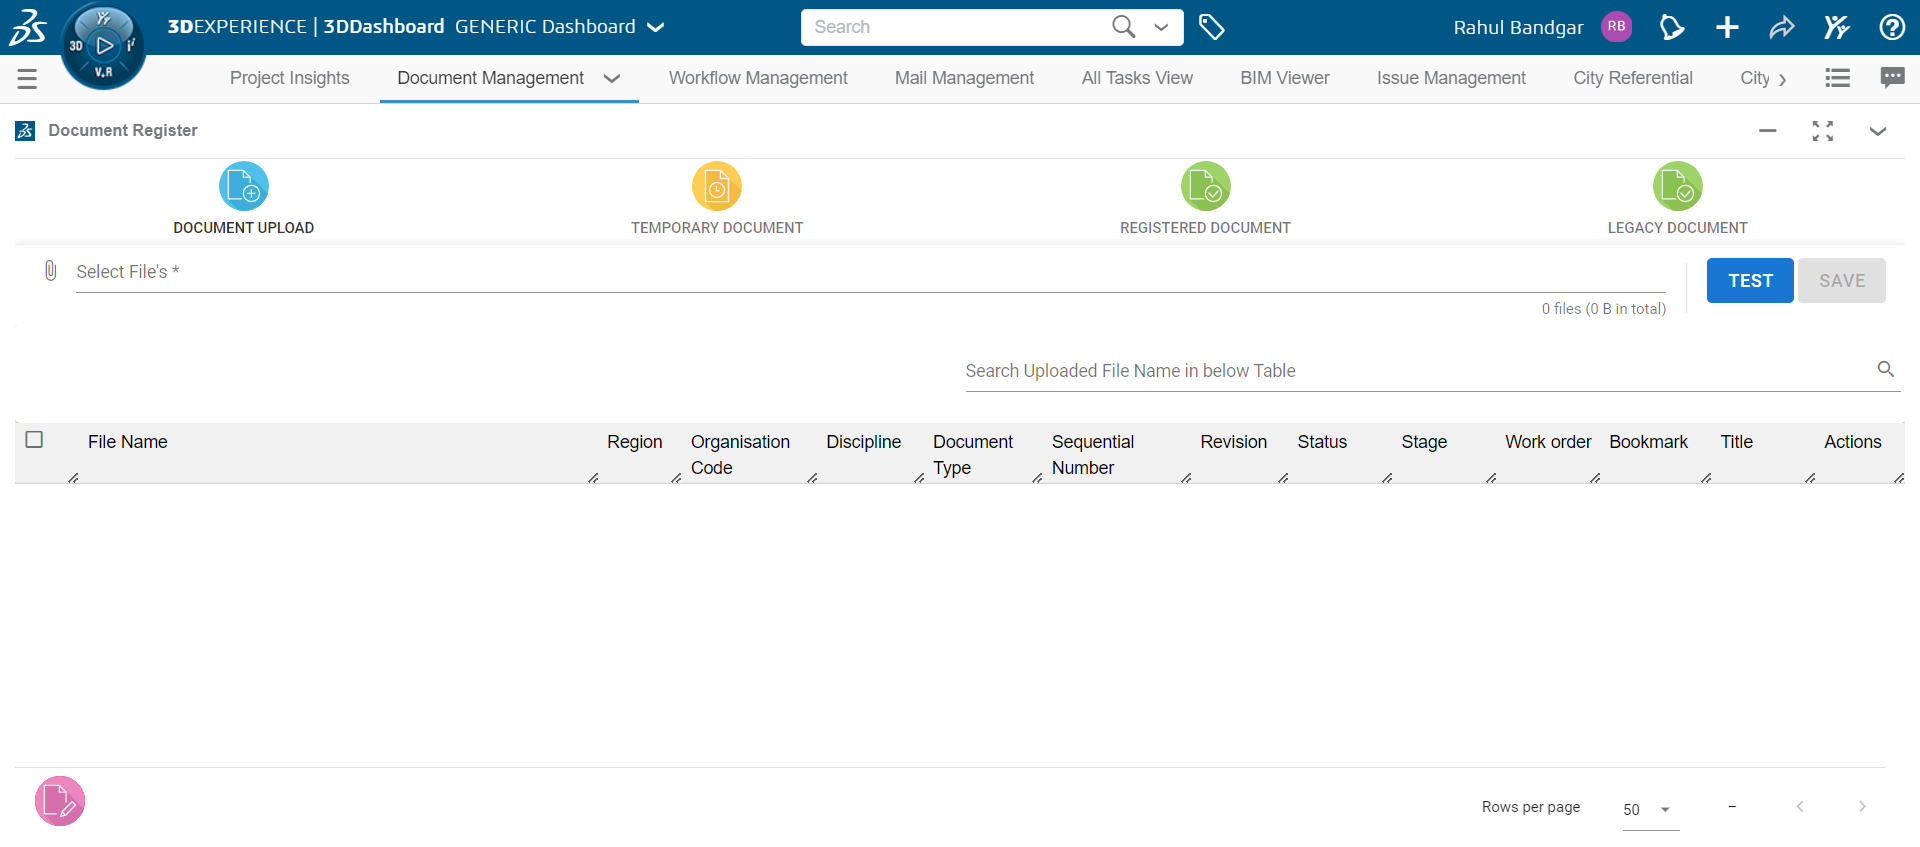 3DEXPERIENCE | 3DDashboard GENERIC Dashboard
Search
Rahul Bandgar RB
3D V.R
Project Insights Document Management Workflow Management Mail Management All Tasks View BIM Viewer Issue Management City Referential City
Document Register
DOCUMENT UPLOAD TEMPORARY DOCUMENT REGISTERED DOCUMENT LEGACY DOCUMENT
Select File's *
TEST SAVE
0 files (0 B in total)
Search Uploaded File Name in below Table
File Name Region Organisation Discipline Document Sequential Revision Status Stage Work order Bookmark Title Actions
Code Type Number
Rows per page 50 –